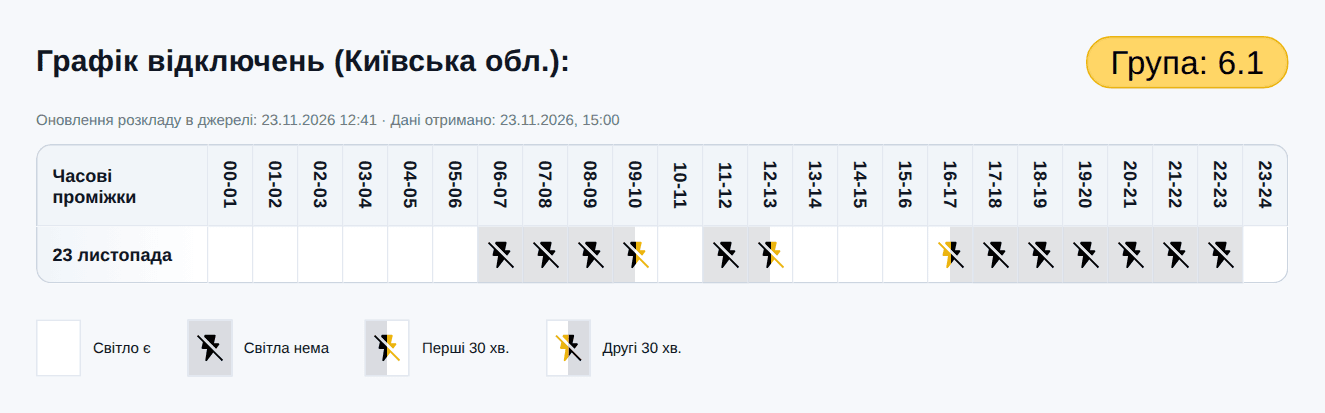 Графік відключень (Київська обл.):
Група: 6.1
Оновлення розкладу в джерелі: 23.11.2026 12:41 · Дані отримано: 23.11.2026, 15:00
Часові
проміжки
00-01
01-02
02-03
03-04
04-05
05-06
06-07
07-08
08-09
09-10
10-11
11-12
12-13
13-14
14-15
15-16
16-17
17-18
18-19
19-20
20-21
21-22
22-23
23-24
23 листопада
Світло є
Світла нема
Перші 30 хв.
Другі 30 хв.